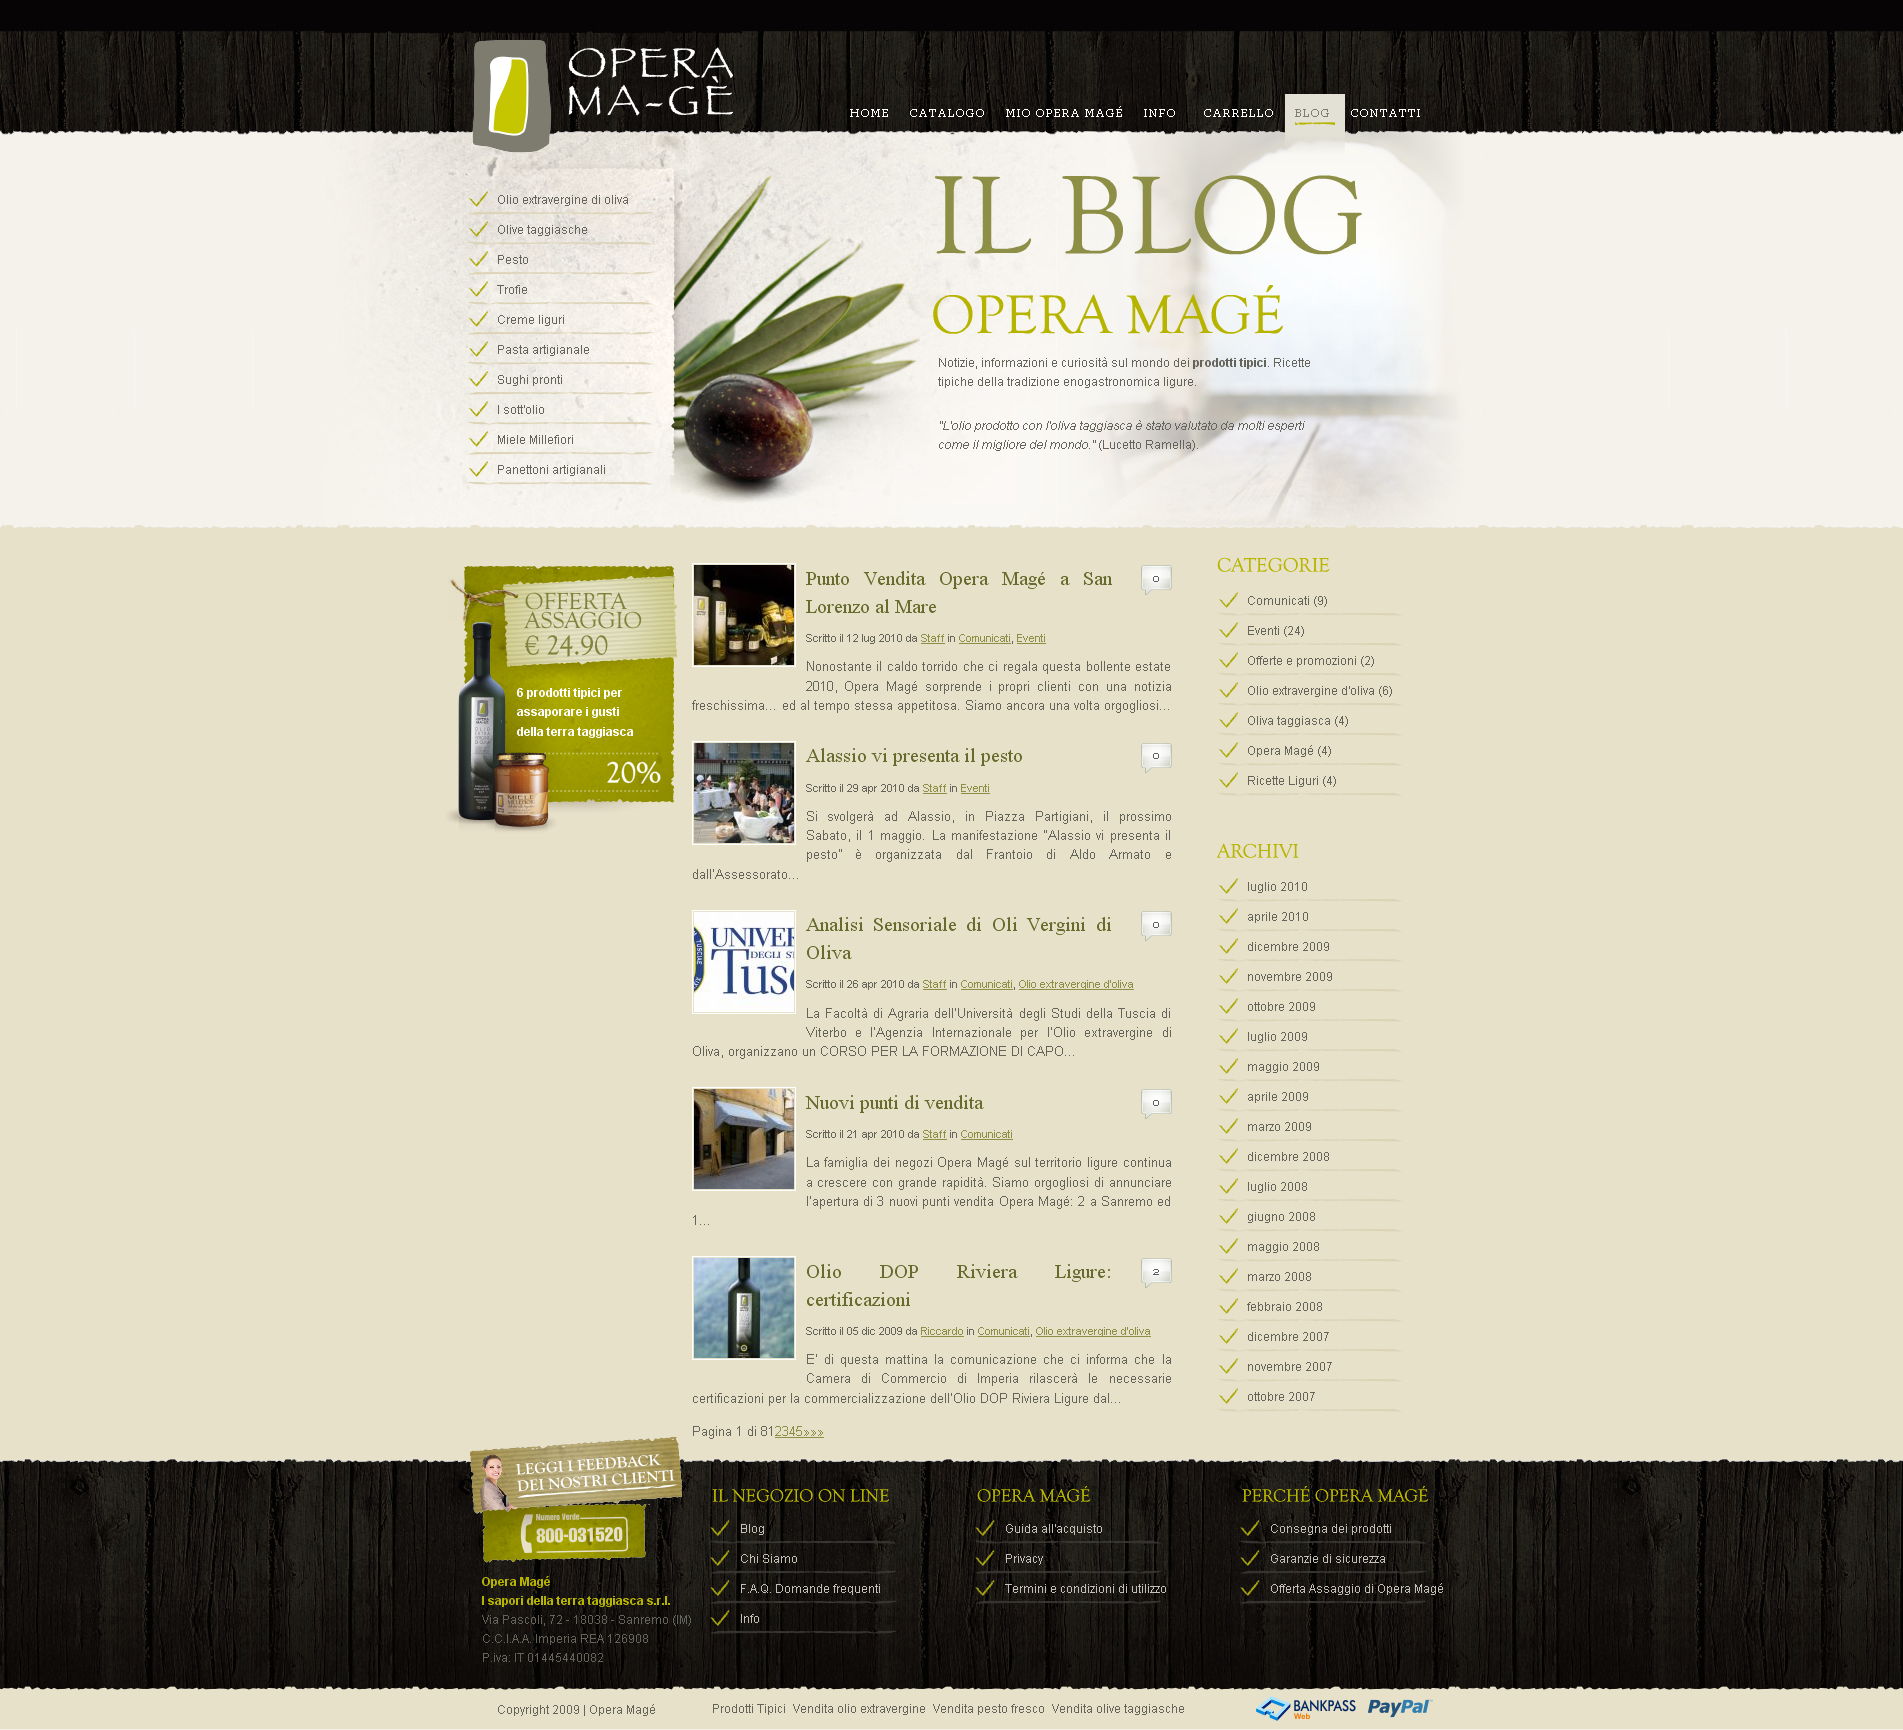 OPERA
MA-GÈ
HOME CATALOGO MIO OPERA MAGÉ INFO CARRELLO BLOG CONTATTI
Olio extravergine di oliva
Olive taggiasche
Pesto
Trofie
Creme liguri
Pasta artigianale
Sughi pronti
I sott'olio
Miele Millefiori
Panettoni artigianali
IL BLOG
OPERA MAGÉ
Notizie, informazioni e curiosità sul mondo dei prodotti tipici. Ricette
tipiche della tradizione enogastronomica ligure.
"L'olio prodotto con l'oliva taggiasca è stato valutato da molti esperti
come il migliore del mondo." (Lucetto Ramella).
OFFERTA
ASSAGGIO
€ 24.90
6 prodotti tipici per
assaporare i gusti
della terra taggiasca
20%
Punto Vendita Opera Magé a San
Lorenzo al Mare
0
Scritto il 12 lug 2010 da Staff in Comunicati, Eventi
Nonostante il caldo torrido che ci regala questa bollente estate
2010, Opera Magé sorprende i propri clienti con una notizia
freschissima... ed al tempo stessa appetitosa. Siamo ancora una volta orgogliosi...
Alassio vi presenta il pesto
0
Scritto il 29 apr 2010 da Staff in Eventi
Si svolgerà ad Alassio, in Piazza Partigiani, il prossimo
Sabato, il 1 maggio. La manifestazione "Alassio vi presenta il
pesto" è organizzata dal Frantoio di Aldo Armato e
dall'Assessorato...
UNIVER
DEGLI ST
Tusc
Analisi Sensoriale di Oli Vergini di
Oliva
0
Scritto il 26 apr 2010 da Staff in Comunicati, Olio extravergine d'oliva
La Facoltà di Agraria dell'Università degli Studi della Tuscia di
Viterbo e l'Agenzia Internazionale per l'Olio extravergine di
Oliva, organizzano un CORSO PER LA FORMAZIONE DI CAPO...
Nuovi punti di vendita
0
Scritto il 21 apr 2010 da Staff in Comunicati
La famiglia dei negozi Opera Magé sul territorio ligure continua
a crescere con grande rapidità. Siamo orgogliosi di annunciare
l'apertura di 3 nuovi punti vendita Opera Magé: 2 a Sanremo ed
1...
Olio DOP Riviera Ligure:
certificazioni
2
Scritto il 05 dic 2009 da Riccardo in Comunicati, Olio extravergine d'oliva
E' di questa mattina la comunicazione che ci informa che la
Camera di Commercio di Imperia rilascerà le necessarie
certificazioni per la commercializzazione dell'Olio DOP Riviera Ligure dal...
Pagina 1 di 812345»»»
CATEGORIE
Comunicati (9)
Eventi (24)
Offerte e promozioni (2)
Olio extravergine d'oliva (6)
Oliva taggiasca (4)
Opera Magé (4)
Ricette Liguri (4)
ARCHIVI
luglio 2010
aprile 2010
dicembre 2009
novembre 2009
ottobre 2009
luglio 2009
maggio 2009
aprile 2009
marzo 2009
dicembre 2008
luglio 2008
giugno 2008
maggio 2008
marzo 2008
febbraio 2008
dicembre 2007
novembre 2007
ottobre 2007
LEGGI I FEEDBACK
DEI NOSTRI CLIENTI
Numero Verde
800-031520
Opera Magé
I sapori della terra taggiasca s.r.l.
Via Pascoli, 72 - 18038 - Sanremo (IM)
C.C.I.A.A. Imperia REA 126908
P.iva: IT 01445440082
IL NEGOZIO ON LINE
Blog
Chi Siamo
F.A.Q. Domande frequenti
Info
OPERA MAGÉ
Guida all'acquisto
Privacy
Termini e condizioni di utilizzo
PERCHÉ OPERA MAGÉ
Consegna dei prodotti
Garanzie di sicurezza
Offerta Assaggio di Opera Magé
Copyright 2009 | Opera Magé
Prodotti Tipici Vendita olio extravergine Vendita pesto fresco Vendita olive taggiasche
BANKPASS
Web
PayPal